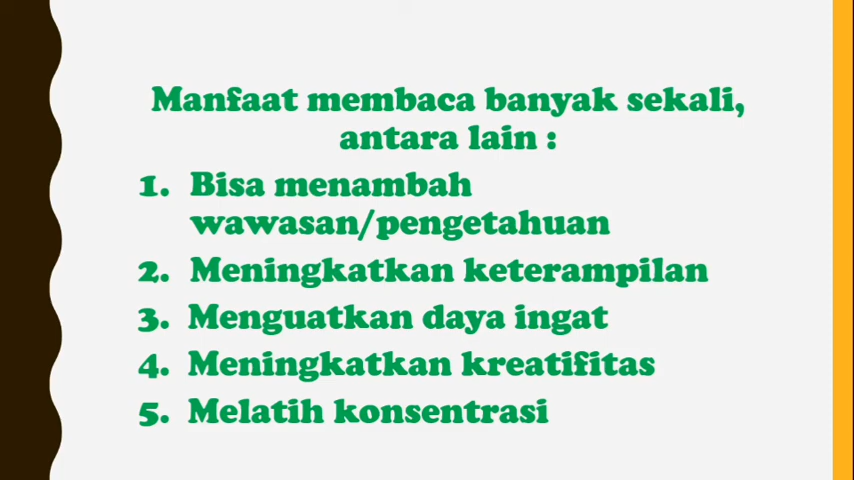 Manfaat membaca banyak sekali,
antara lain :
1. Bisa menambah
wawasan/pengetahuan
2. Meningkatkan keterampilan
3. Menguatkan daya ingat
4. Meningkatkan kreatifitas
5. Melatih konsentrasi